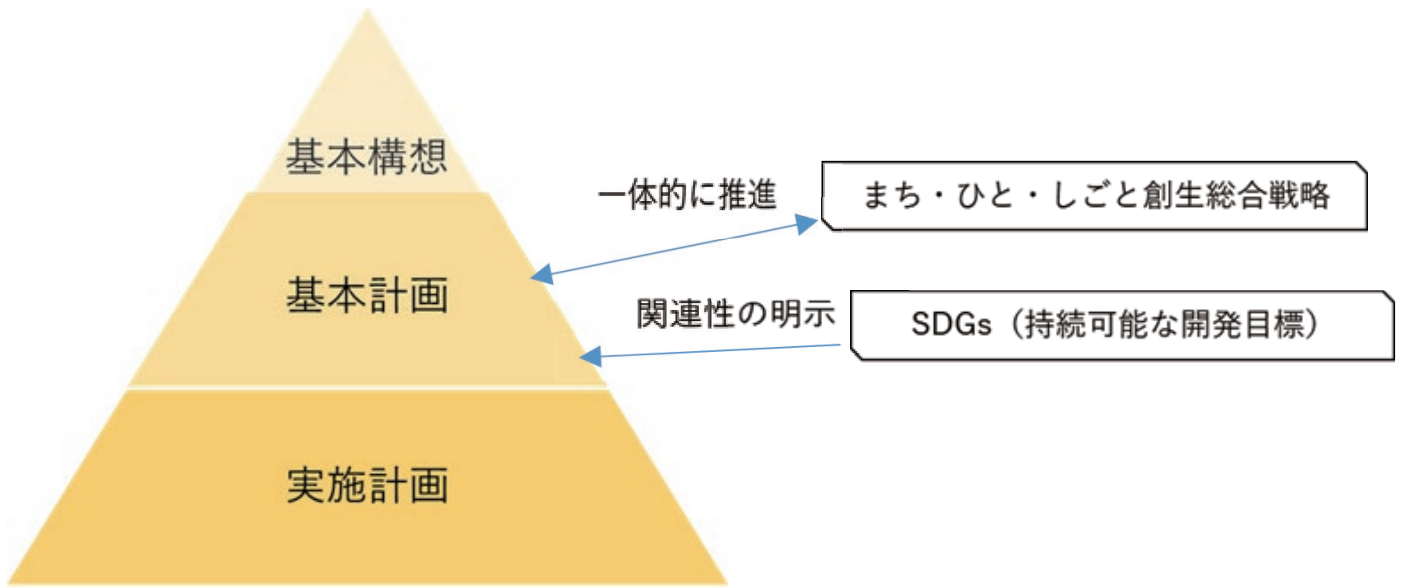 基本構想
一体的に推進
まち・ひと・しごと創生総合戦略
基本計画
関連性の明示
SDGs（持続可能な開発目標）
実施計画